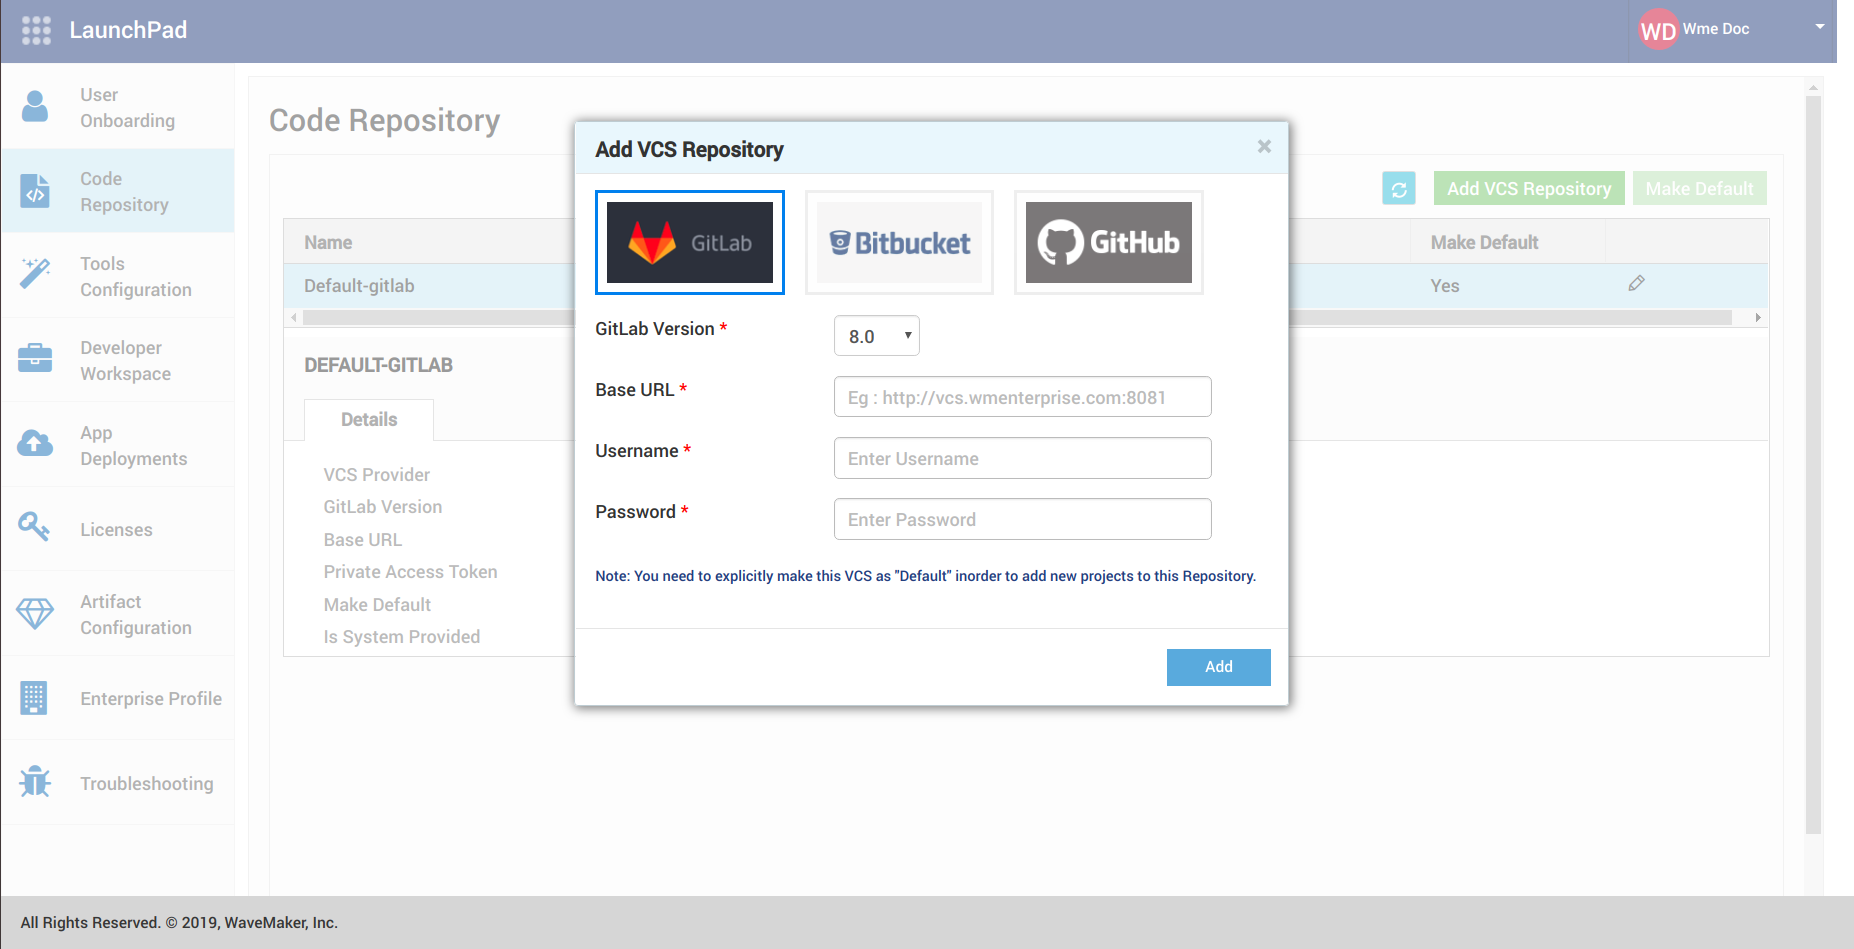 LaunchPad
WD Wme Doc
User
Onboarding
Code
Repository
Tools
Configuration
Developer
Workspace
App
Deployments
Licenses
Artifact
Configuration
Enterprise Profile
Troubleshooting
Code Repository
Add VCS Repository Make Default
Name Make Default
Default-gitlab Yes
DEFAULT-GITLAB
Details
VCS Provider
GitLab Version
Base URL
Private Access Token
Make Default
Is System Provided
Add VCS Repository ×
GitLab Bitbucket GitHub
GitLab Version * 8.0
Base URL * Eg : http://vcs.wmenterprise.com:8081
Username * Enter Username
Password * Enter Password
Note: You need to explicitly make this VCS as "Default" inorder to add new projects to this Repository.
Add
All Rights Reserved. © 2019, WaveMaker, Inc.